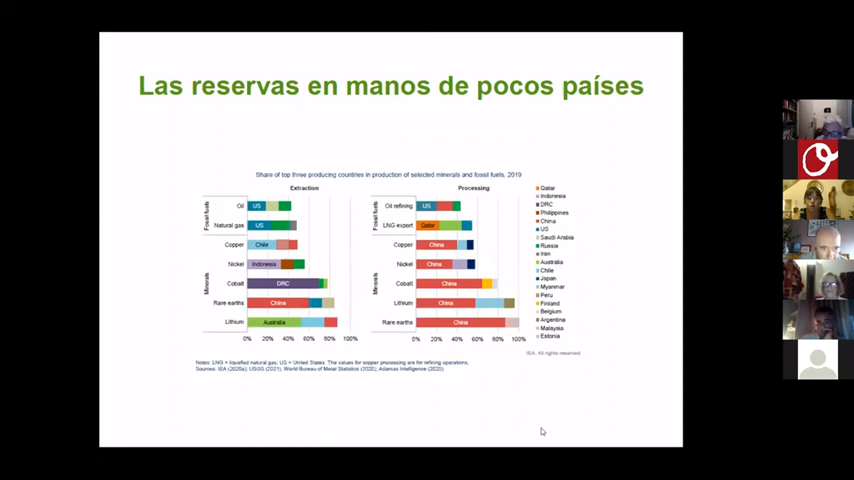 Las reservas en manos de pocos países
Share of top three producing countries in production of selected minerals and fossil fuels, 2019
Extraction
Fossil fuels
Oil
US
Natural gas
US
Minerals
Copper
Chile
Nickel
Indonesia
Cobalt
DRC
Rare earths
China
Lithium
Australia
0% 20% 40% 60% 80% 100%
Processing
Fossil fuels
Oil refining
US
LNG export
Qatar
Minerals
Copper
China
Nickel
China
Cobalt
China
Lithium
China
Rare earths
China
0% 20% 40% 60% 80% 100%
Qatar
Indonesia
DRC
Philippines
China
US
Saudi Arabia
Russia
Iran
Australia
Chile
Japan
Myanmar
Peru
Finland
Belgium
Argentina
Malaysia
Estonia
IEA. All rights reserved.
Notes: LNG = liquefied natural gas; US = United States. The values for copper processing are for refining operations.
Sources: IEA (2020a); USGS (2021), World Bureau of Metal Statistics (2020); Adamas Intelligence (2020).